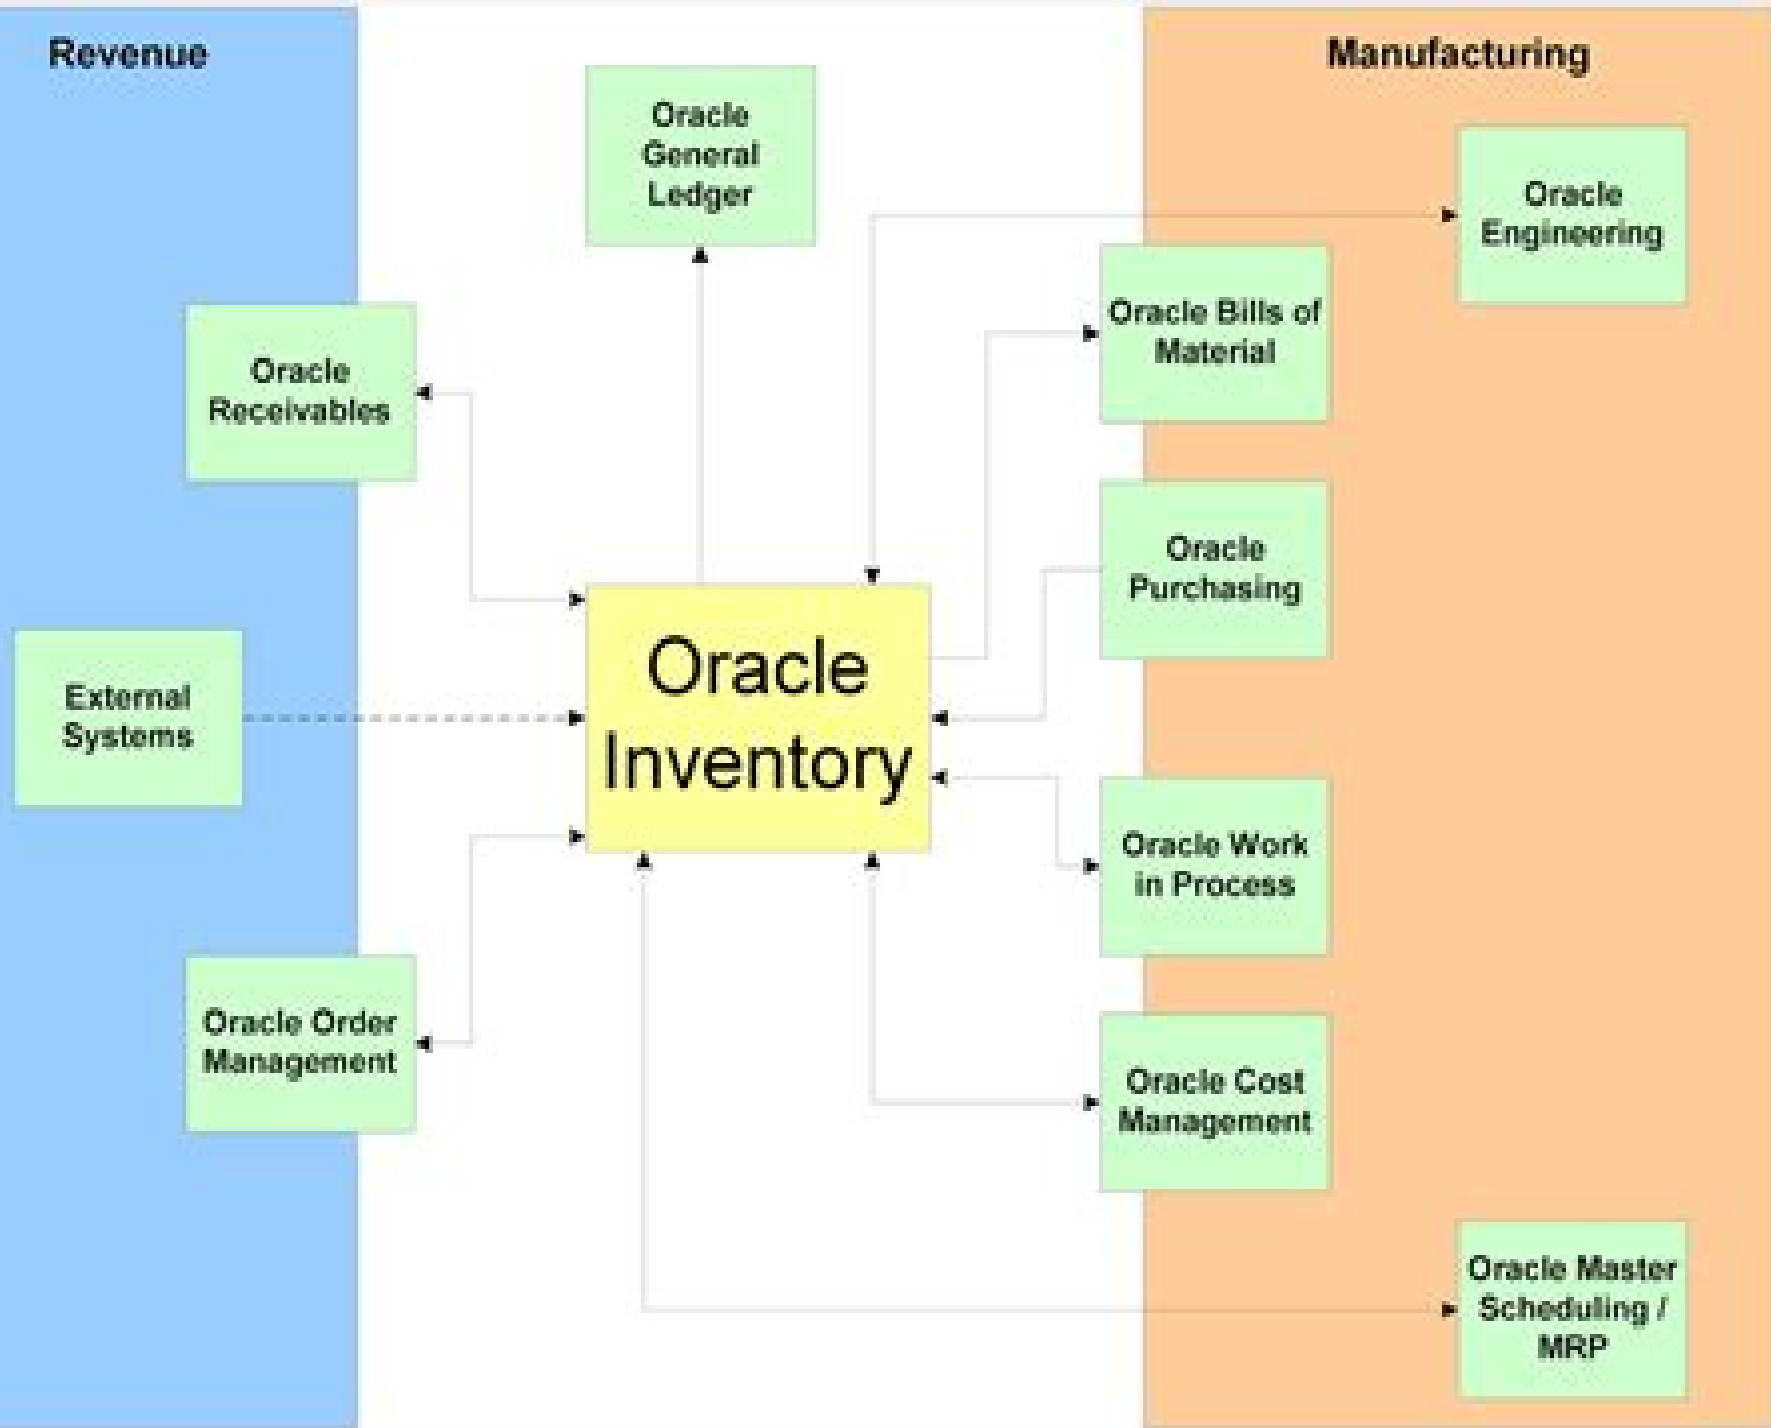 Revenue
Manufacturing
Oracle
General
Ledger
Oracle
Engineering
Oracle Bills of
Material
Oracle
Receivables
Oracle
Purchasing
Oracle
Inventory
External
Systems
Oracle Work
in Process
Oracle Order
Management
Oracle Cost
Management
Oracle Master
Scheduling /
MRP